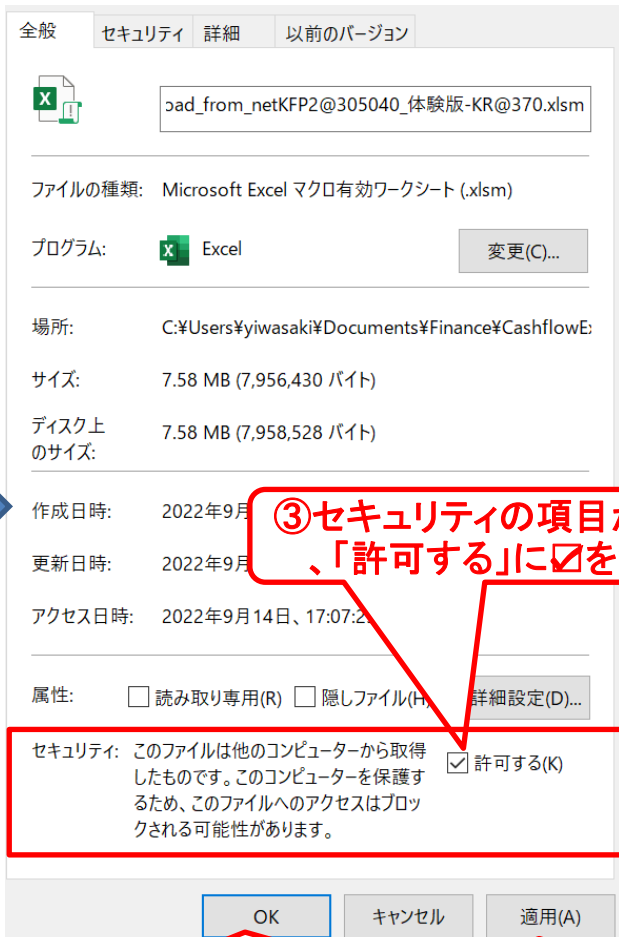 全般 セキュリティ 詳細 以前のバージョン
oad_from_netKFP2@305040_体験版-KR@370.xlsm
ファイルの種類: Microsoft Excel マクロ有効ワークシート (.xlsm)
プログラム: Excel 変更(C)...
場所: C:¥Users¥yiwasaki¥Documents¥Finance¥CashflowE
サイズ: 7.58 MB (7,956,430 バイト)
ディスク上
のサイズ: 7.58 MB (7,958,528 バイト)
作成日時: 2022年9月
③セキュリティの項目
更新日時: 2022年9月
、「許可する」に☑を
アクセス日時: 2022年9月14日、17:07:2
属性: 読み取り専用(R) 隠しファイル(H) 詳細設定(D)...
セキュリティ: このファイルは他のコンピューターから取得
したものです。このコンピューターを保護す
るため、このファイルへのアクセスはブロッ
クされる可能性があります。
許可する(K)
OK キャンセル 適用(A)